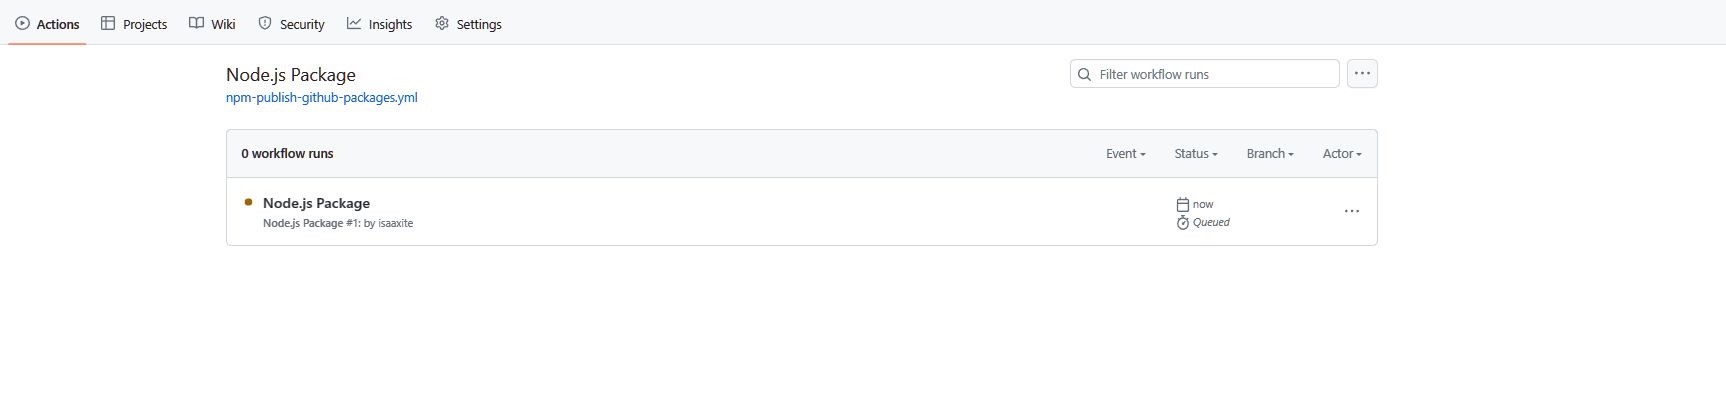 Actions Projects Wiki Security Insights Settings
Node.js Package
Filter workflow runs
npm-publish-github-packages.yml
0 workflow runs Event Status Branch Actor
Node.js Package
now
Node.js Package #1: by isaaxite
Queued